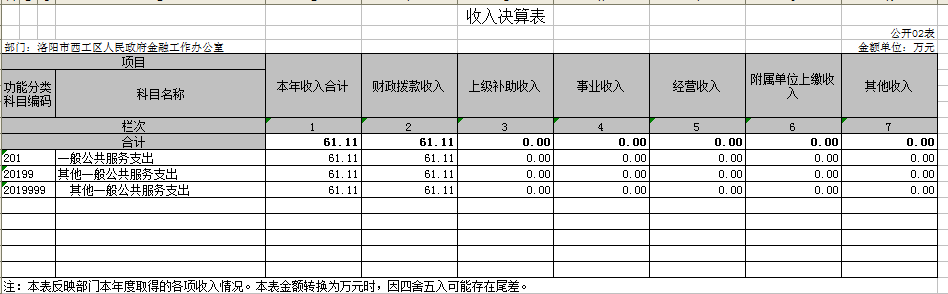 收入决算表
公开02表
部门：洛阳市西工区人民政府金融工作办公室 金额单位：万元
项目 本年收入合计 财政拨款收入 上级补助收入 事业收入 经营收入 附属单位上缴收入 其他收入
功能分类科目编码 科目名称
栏次 1 2 3 4 5 6 7
合计 61.11 61.11 0.00 0.00 0.00 0.00 0.00
201 一般公共服务支出 61.11 61.11 0.00 0.00 0.00 0.00 0.00
20199 其他一般公共服务支出 61.11 61.11 0.00 0.00 0.00 0.00 0.00
2019999 其他一般公共服务支出 61.11 61.11 0.00 0.00 0.00 0.00 0.00
注：本表反映部门本年度取得的各项收入情况。本表金额转换为万元时，因四舍五入可能存在尾差。